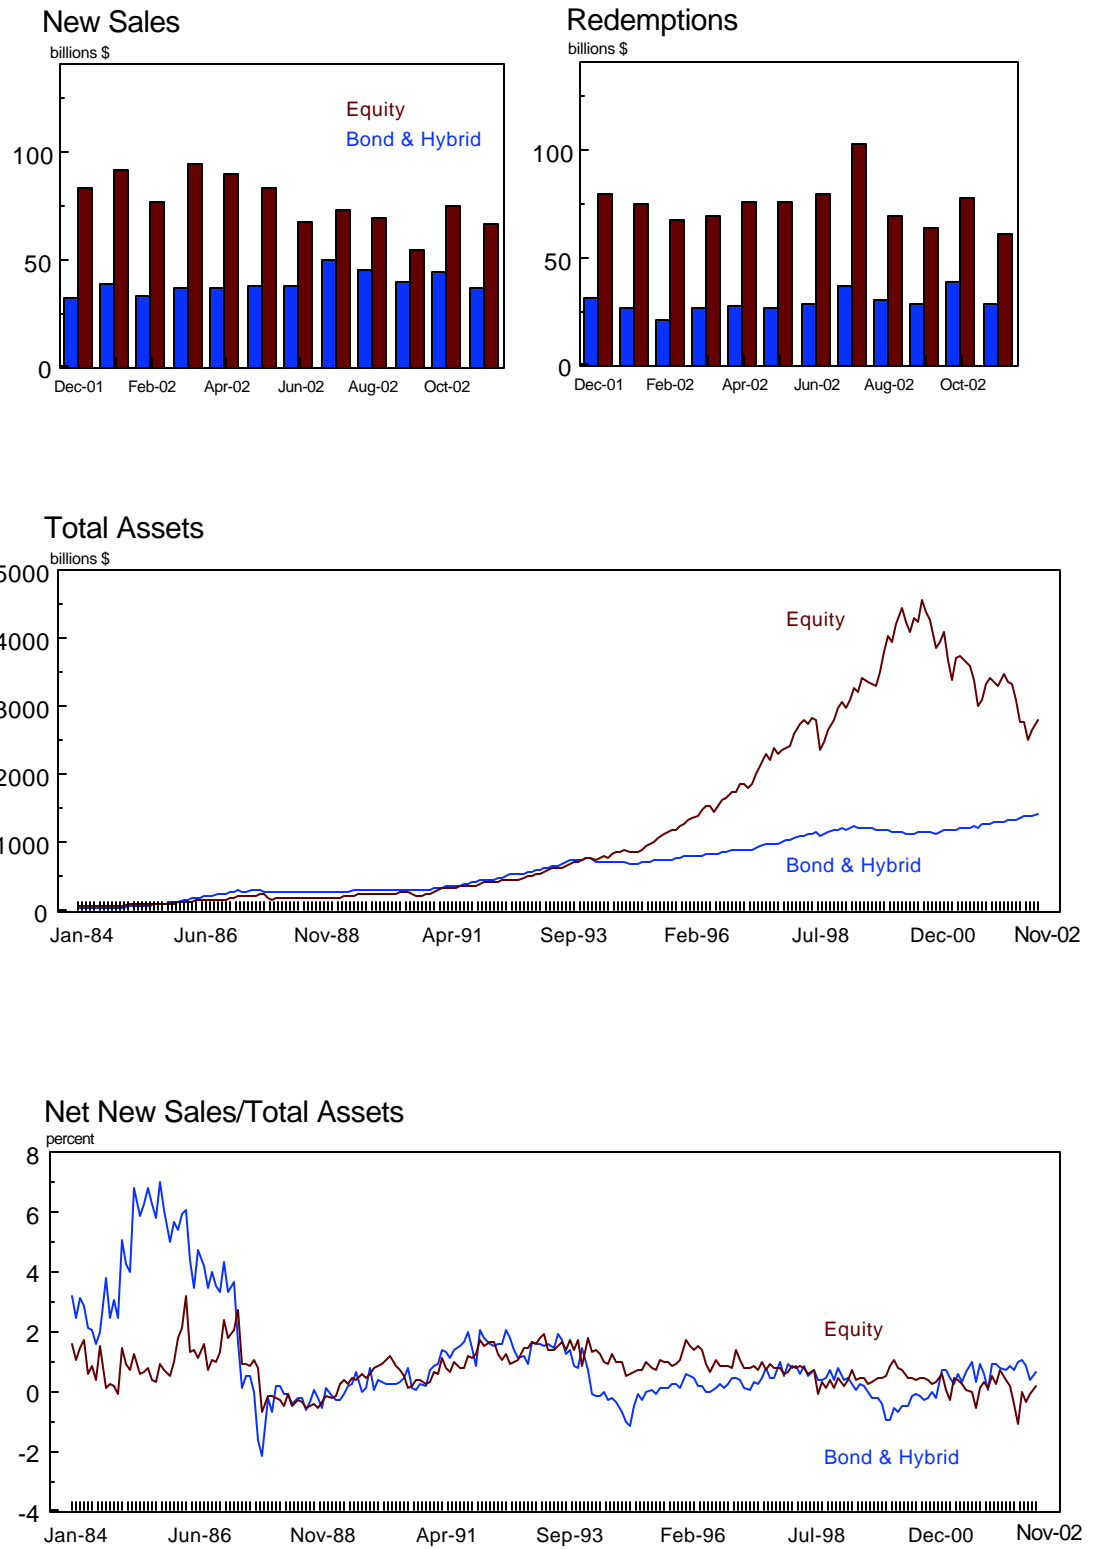 New Sales
billions $
Equity
Bond & Hybrid
100
50
0
Dec-01 Feb-02 Apr-02 Jun-02 Aug-02 Oct-02
Redemptions
billions $
100
50
0
Dec-01 Feb-02 Apr-02 Jun-02 Aug-02 Oct-02
Total Assets
billions $
5000
4000
3000
2000
1000
0
Equity
Bond & Hybrid
Jan-84 Jun-86 Nov-88 Apr-91 Sep-93 Feb-96 Jul-98 Dec-00 Nov-02
Net New Sales/Total Assets
percent
8
6
4
2
0
-2
-4
Equity
Bond & Hybrid
Jan-84 Jun-86 Nov-88 Apr-91 Sep-93 Feb-96 Jul-98 Dec-00 Nov-02